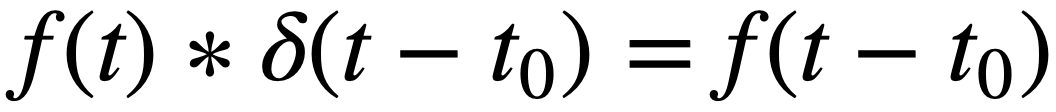 f(t) * δ(t − t₀) = f(t − t₀)